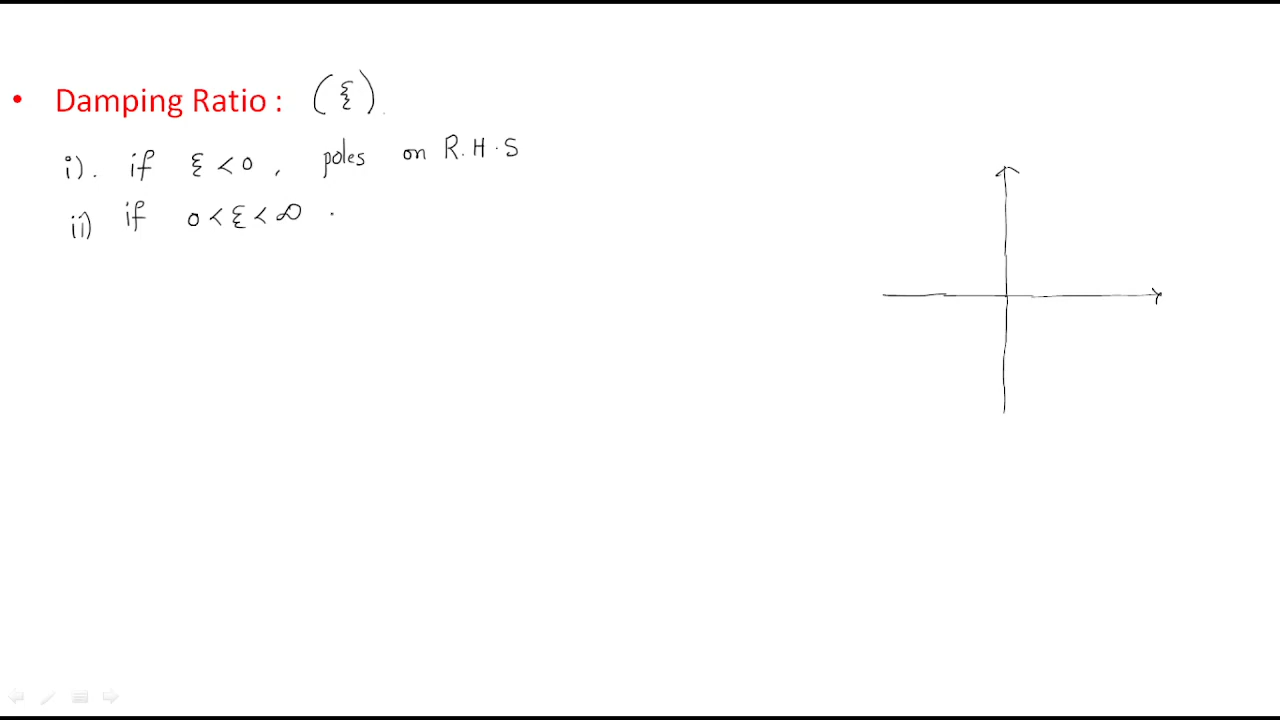 • Damping Ratio : (ξ).
i). if ξ < 0 , poles on R.H.S
ii) if 0 < ξ < ∞ .